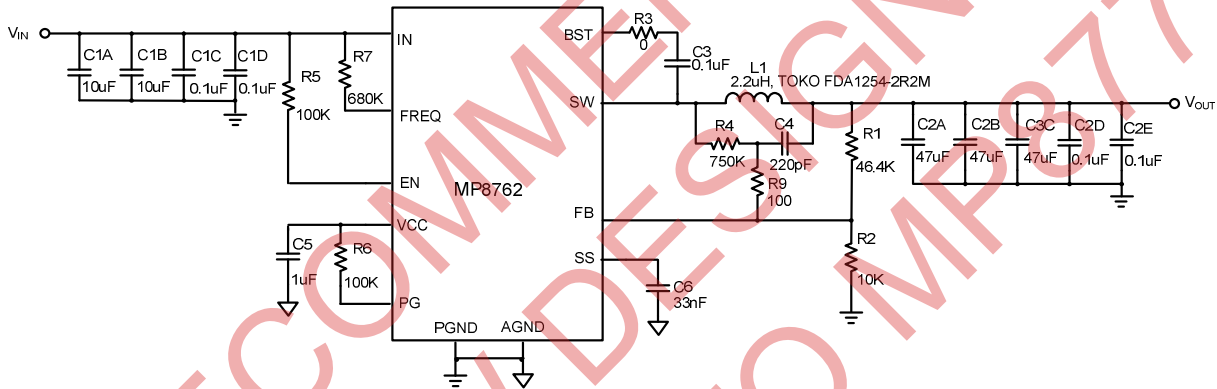 VIN
C1A
10uF
C1B
10uF
C1C
0.1uF
C1D
0.1uF
R5
100K
R7
680K
IN
FREQ
EN
VCC
PG
C5
1uF
R6
100K
MP8762
PGND
AGND
BST
SW
FB
SS
R3
0
C3
0.1uF
L1
2.2uH, TOKO FDA1254-2R2M
R4
750K
C4
220pF
R9
100
R1
46.4K
R2
10K
C6
33nF
C2A
47uF
C2B
47uF
C3C
47uF
C2D
0.1uF
C2E
0.1uF
VOUT
ECOMME
DESIGN
O MP877